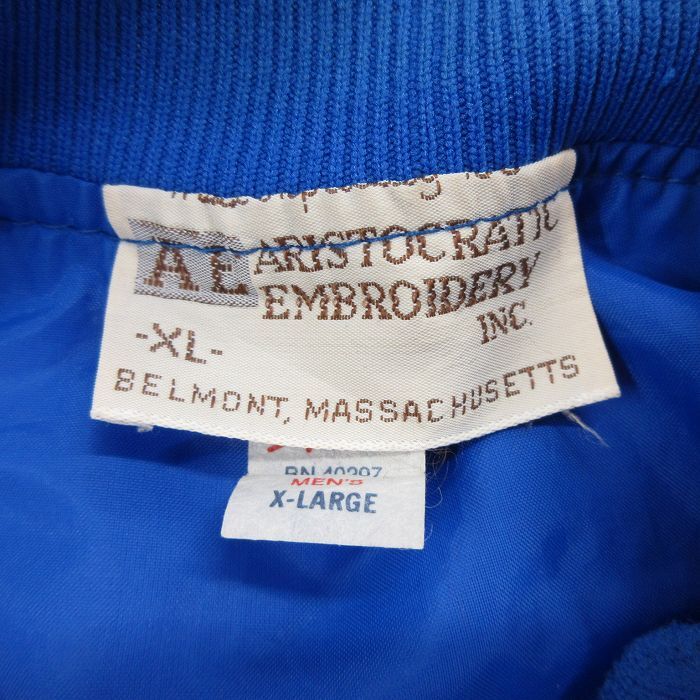 AE ARISTOCRATIC
EMBROIDERY
INC.
-XL-
BELMONT, MASSACHUSETTS
MEN'S
X-LARGE